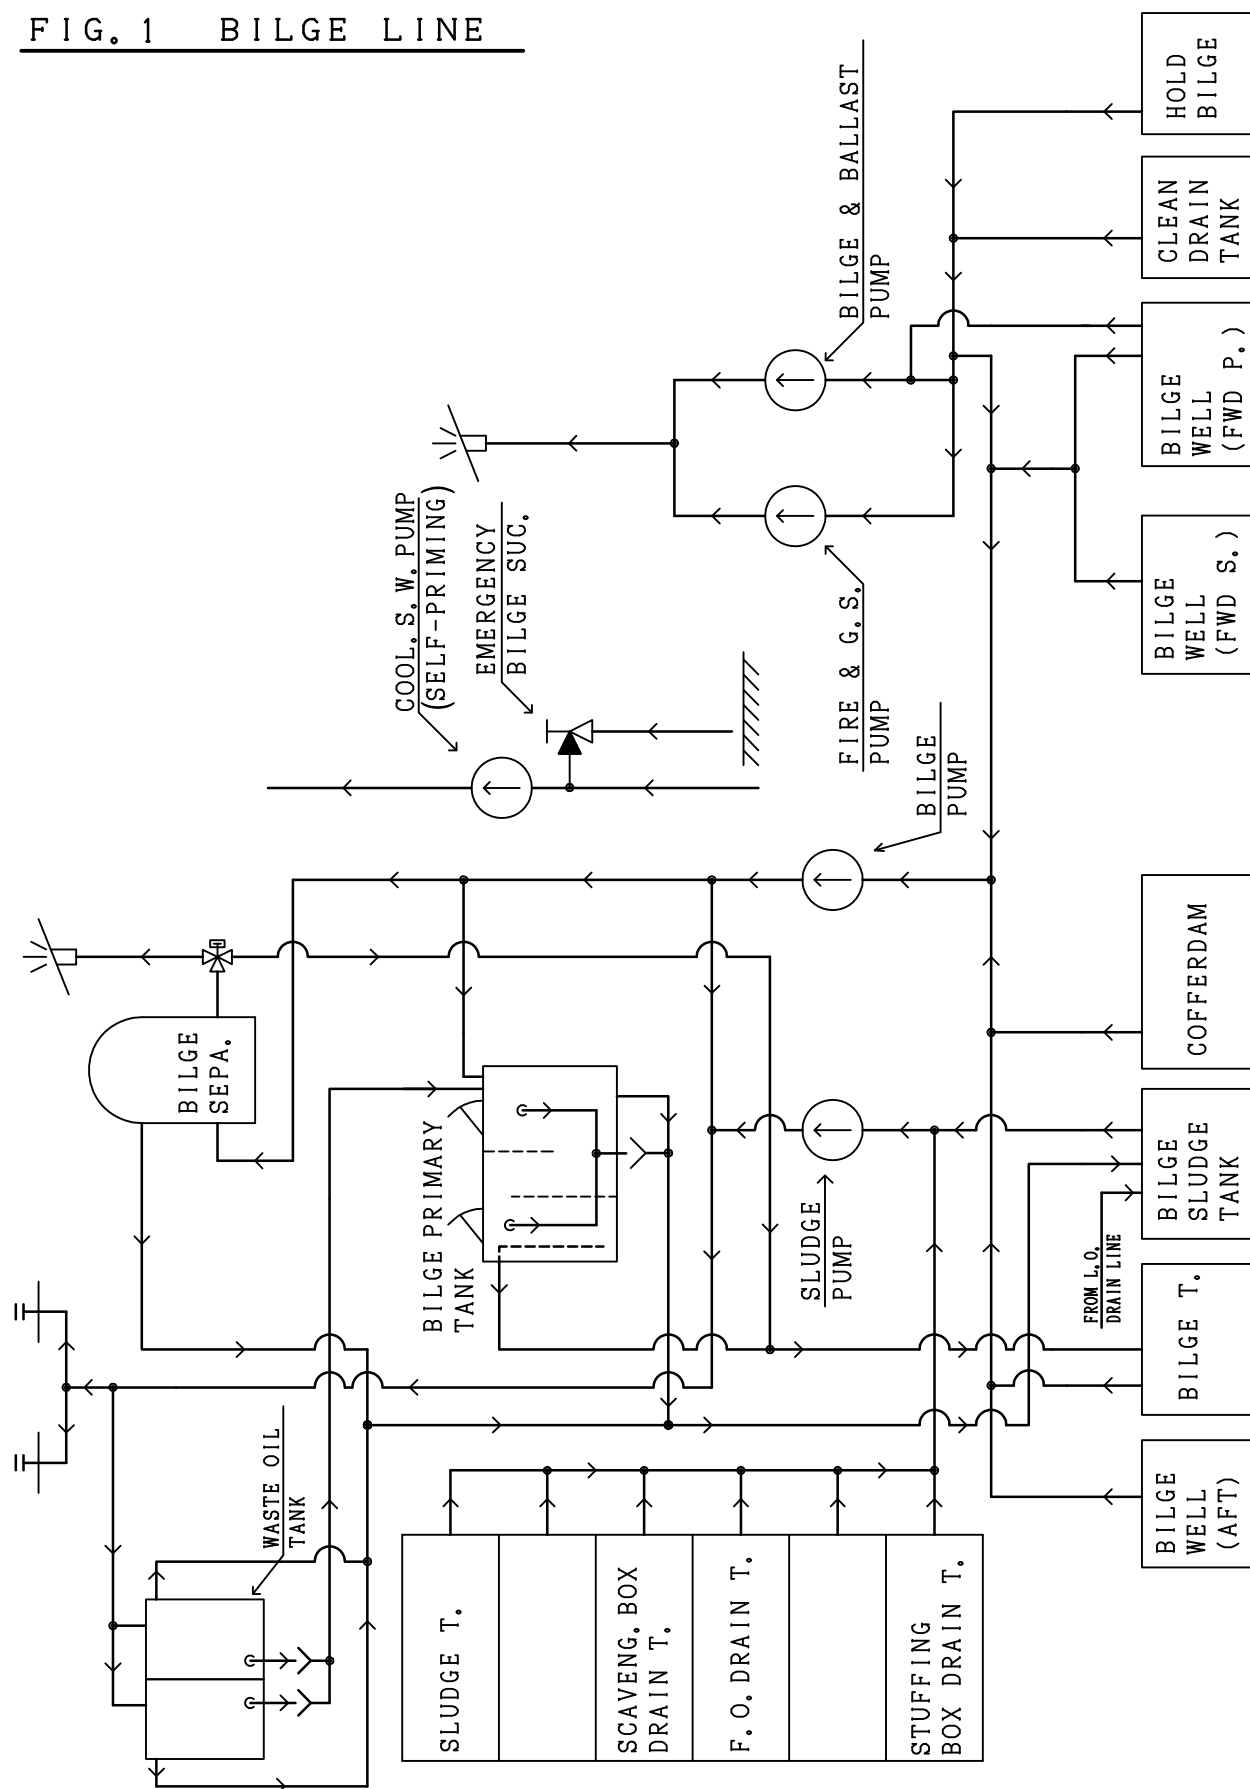 FIG. 1 BILGE LINE
HOLD
BILGE
CLEAN
DRAIN
TANK
BILGE
WELL
(FWD P.)
BILGE
WELL
(FWD S.)
BILGE & BALLAST
PUMP
COOL. S. W. PUMP
(SELF-PRIMING)
EMERGENCY
BILGE SUC.
FIRE & G. S.
PUMP
BILGE
PUMP
COFFERDAM
BILGE
SEPA.
BILGE PRIMARY
TANK
SLUDGE
PUMP
BILGE
SLUDGE
TANK
FROM L.O.
DRAIN LINE
BILGE T.
BILGE
WELL
(AFT)
WASTE OIL
TANK
SLUDGE T.
SCAVENG. BOX
DRAIN T.
F. O. DRAIN T.
STUFFING
BOX DRAIN T.